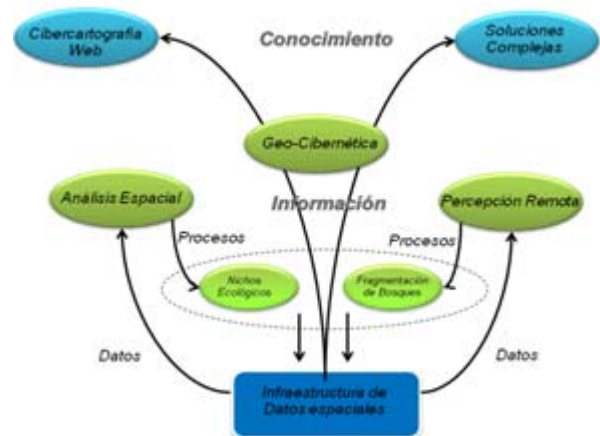 Cibercartografía
Web
Conocimiento
Soluciones
Complejas
Geo-Cibernética
Análisis Espacial
Información
Percepción Remota
Procesos
Procesos
Nichos
Ecológicos
Fragmentación
de Bosques
Datos
Datos
Infraestructura de
Datos espaciales